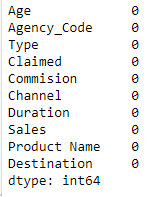 Age 0
Agency_Code 0
Type 0
Claimed 0
Commision 0
Channel 0
Duration 0
Sales 0
Product Name 0
Destination 0
dtype: int64